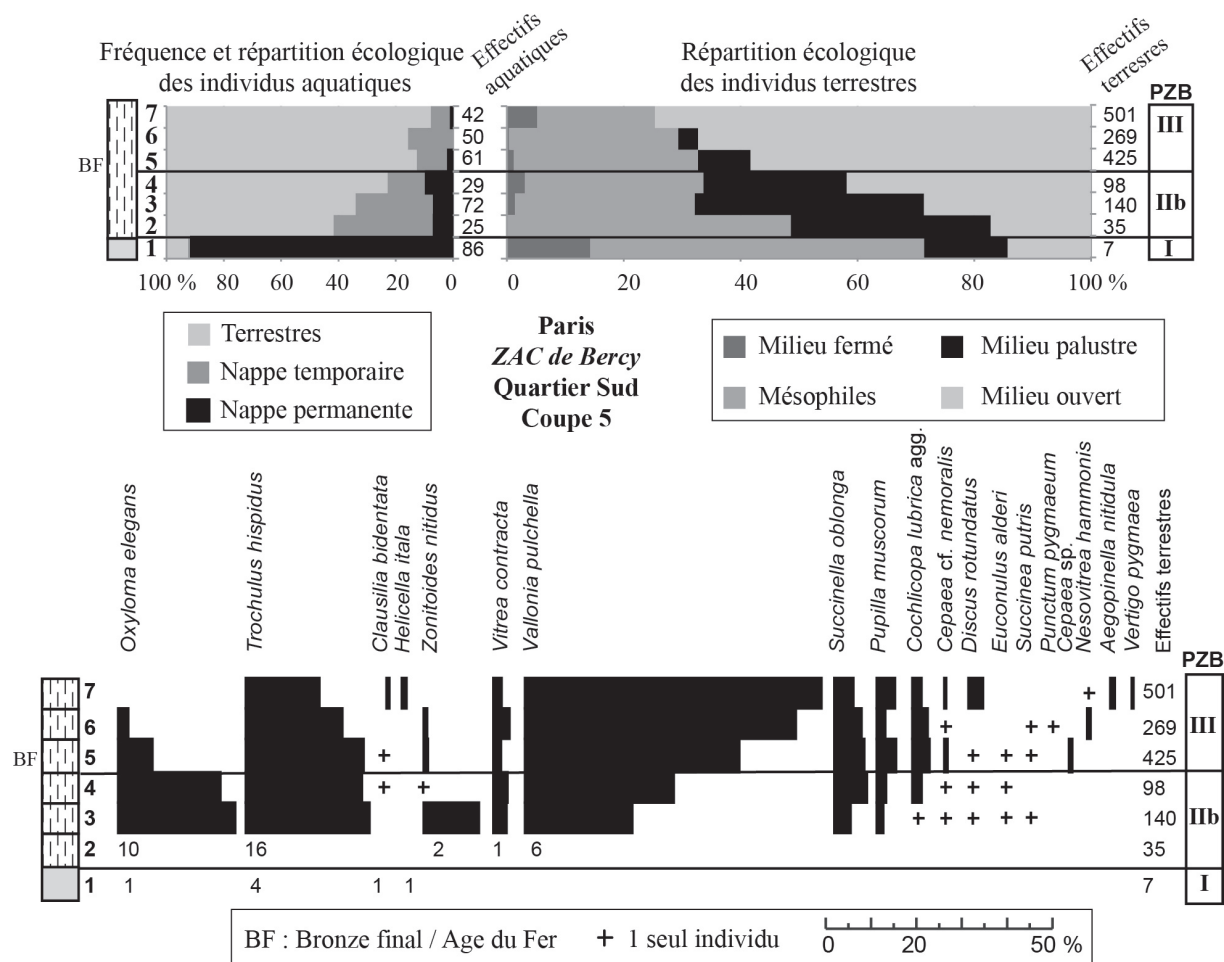 Fréquence et répartition écologique
des individus aquatiques
Effectifs
aquatiques
Répartition écologique
des individus terrestres
Effectifs
terresres
PZB
7 42 501 III
6 50 269
BF 5 61 425
4 29 98
3 72 140 IIb
2 25 35
1 86 7 I
100 % 80 60 40 20 0
0 20 40 60 80 100 %
Terrestres
Nappe temporaire
Nappe permanente
Paris
ZAC de Bercy
Quartier Sud
Coupe 5
Milieu fermé
Milieu palustre
Mésophiles
Milieu ouvert
Oxyloma elegans
Trochulus hispidus
Clausilia bidentata
Helicella itala
Zonitoides nitidus
Vitrea contracta
Vallonia pulchella
Succinella oblonga
Pupilla muscorum
Cochlicopa lubrica agg.
Cepaea cf. nemoralis
Discus rotundatus
Euconulus alderi
Succinea putris
Punctum pygmaeum
Cepaea sp.
Nesovitrea hammonis
Aegopinella nitidula
Vertigo pygmaea
Effectifs terrestres
PZB
7 + 501 III
6 + + + 269
BF 5 + + + + 425
4 + + + + + 98
3 + + + + + 140 IIb
2 10 16 2 1 6 35
1 1 4 1 1 7 I
BF : Bronze final / Age du Fer + 1 seul individu
0 20 50 %